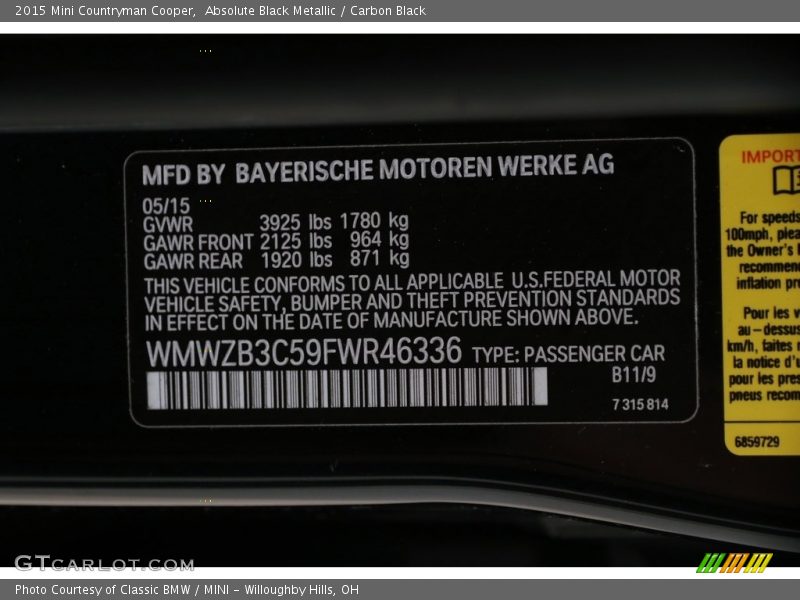 2015 Mini Countryman Cooper,  Absolute Black Metallic / Carbon Black
MFD BY BAYERISCHE MOTOREN WERKE AG
05/15
GVWR 3925 lbs 1780 kg
GAWR FRONT 2125 lbs 964 kg
GAWR REAR 1920 lbs 871 kg
THIS VEHICLE CONFORMS TO ALL APPLICABLE U.S.FEDERAL MOTOR
VEHICLE SAFETY, BUMPER AND THEFT PREVENTION STANDARDS
IN EFFECT ON THE DATE OF MANUFACTURE SHOWN ABOVE.
WMWZB3C59FWR46336 TYPE: PASSENGER CAR
B11/9
7 315 814
IMPORT
For speeds
100mph, plea
the Owner's
recommen
inflation pr
Pour les v
au-dessus
km/h, faites
la notice d'u
pour les pres
pneus recom
6859729
GTCARLOT.COM
Photo Courtesy of Classic BMW / MINI - Willoughby Hills, OH